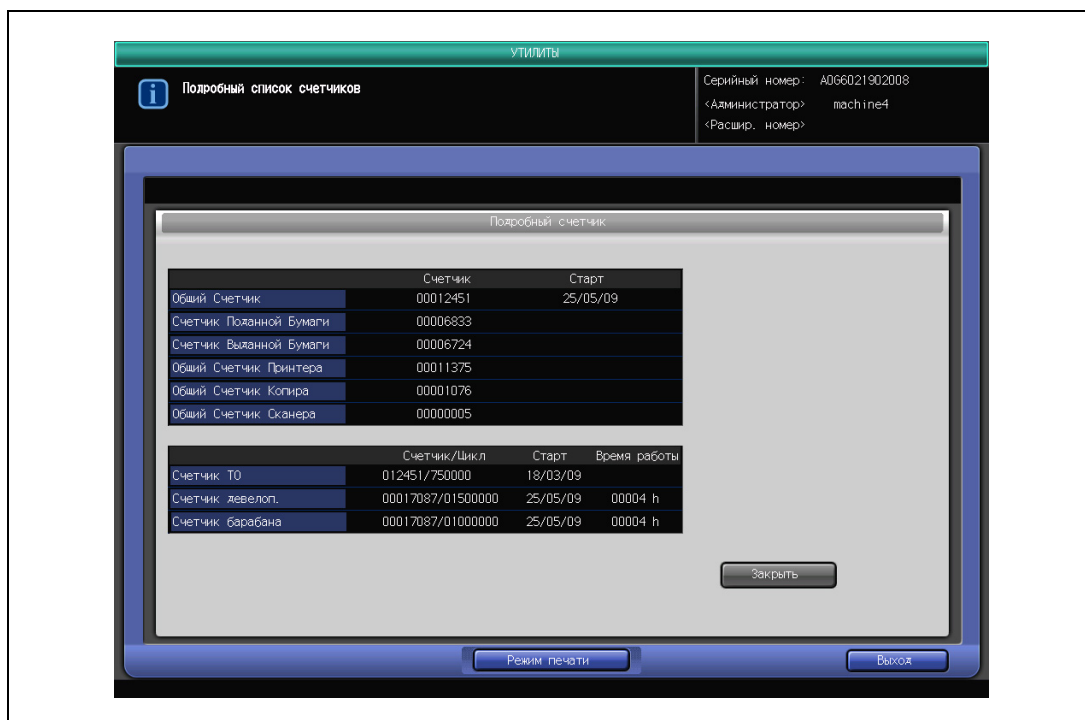 УТИЛИТЫ
Подробный список счетчиков
Серийный номер: A0G6021902008
<Администратор> machine4
<Расшир. номер>
Подробный счетчик
Счетчик Старт
Общий Счетчик 00012451 25/05/09
Счетчик Поданной Бумаги 00006833
Счетчик Выданной Бумаги 00006724
Общий Счетчик Принтера 00011375
Общий Счетчик Копира 00001076
Общий Счетчик Сканера 00000005
Счетчик/Цикл Старт Время работы
Счетчик ТО 012451/750000 18/03/09
Счетчик девелоп. 00017087/01500000 25/05/09 00004 h
Счетчик барабана 00017087/01000000 25/05/09 00004 h
Закрыть
Режим печати
Выход